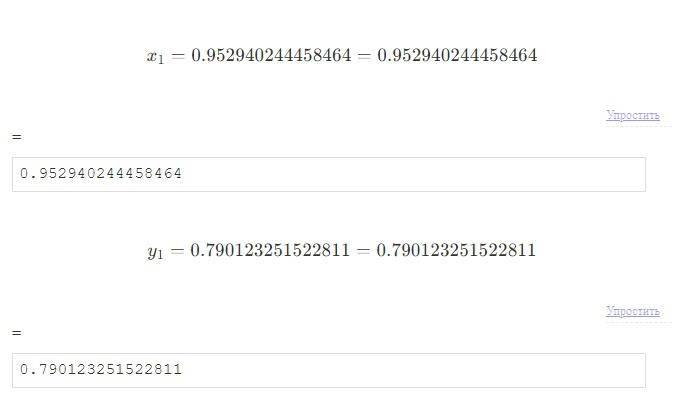 x₁ = 0.952940244458464 = 0.952940244458464
Упростить
=
0.952940244458464
y₁ = 0.790123251522811 = 0.790123251522811
Упростить
=
0.790123251522811